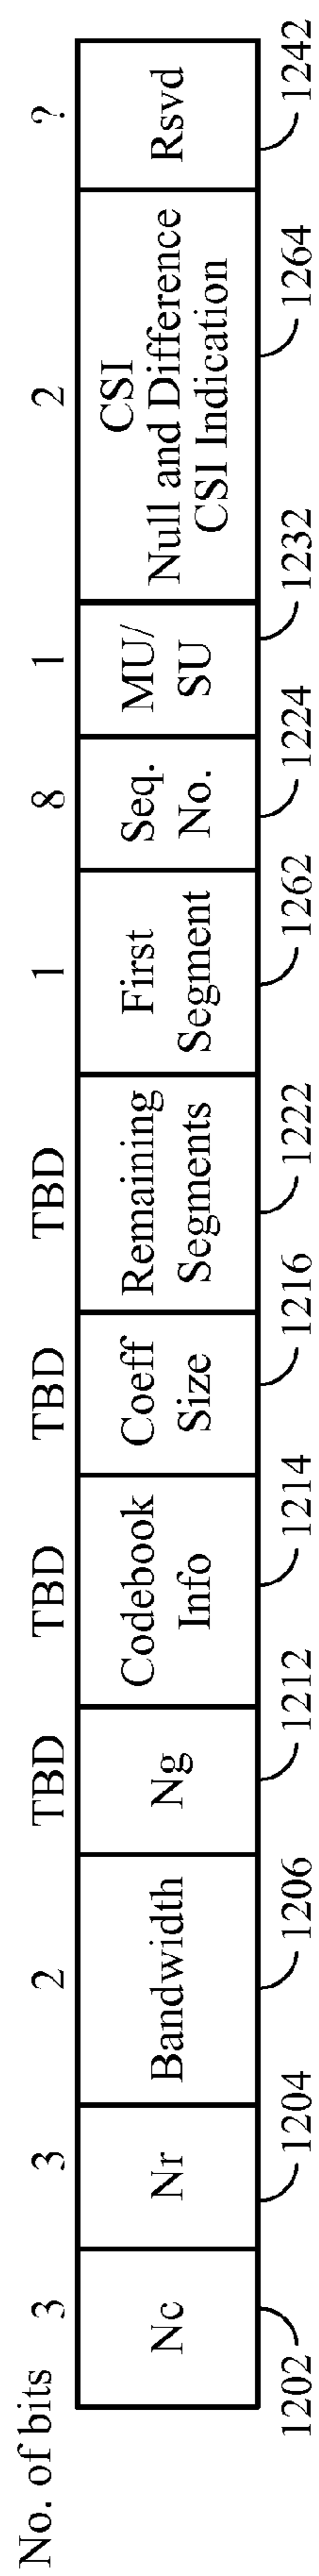 No. of bits 3 3 2 TBD TBD TBD TBD 1 8 1 2 ?
Nc
Nr
Bandwidth
Ng
Codebook
Info
Coeff
Size
Remaining
Segments
First
Segment
Seq.
No.
MU/
SU
CSI
Null and Difference
CSI Indication
Rsvd
1202 1204 1206 1212 1214 1216 1222 1262 1224 1232 1264 1242